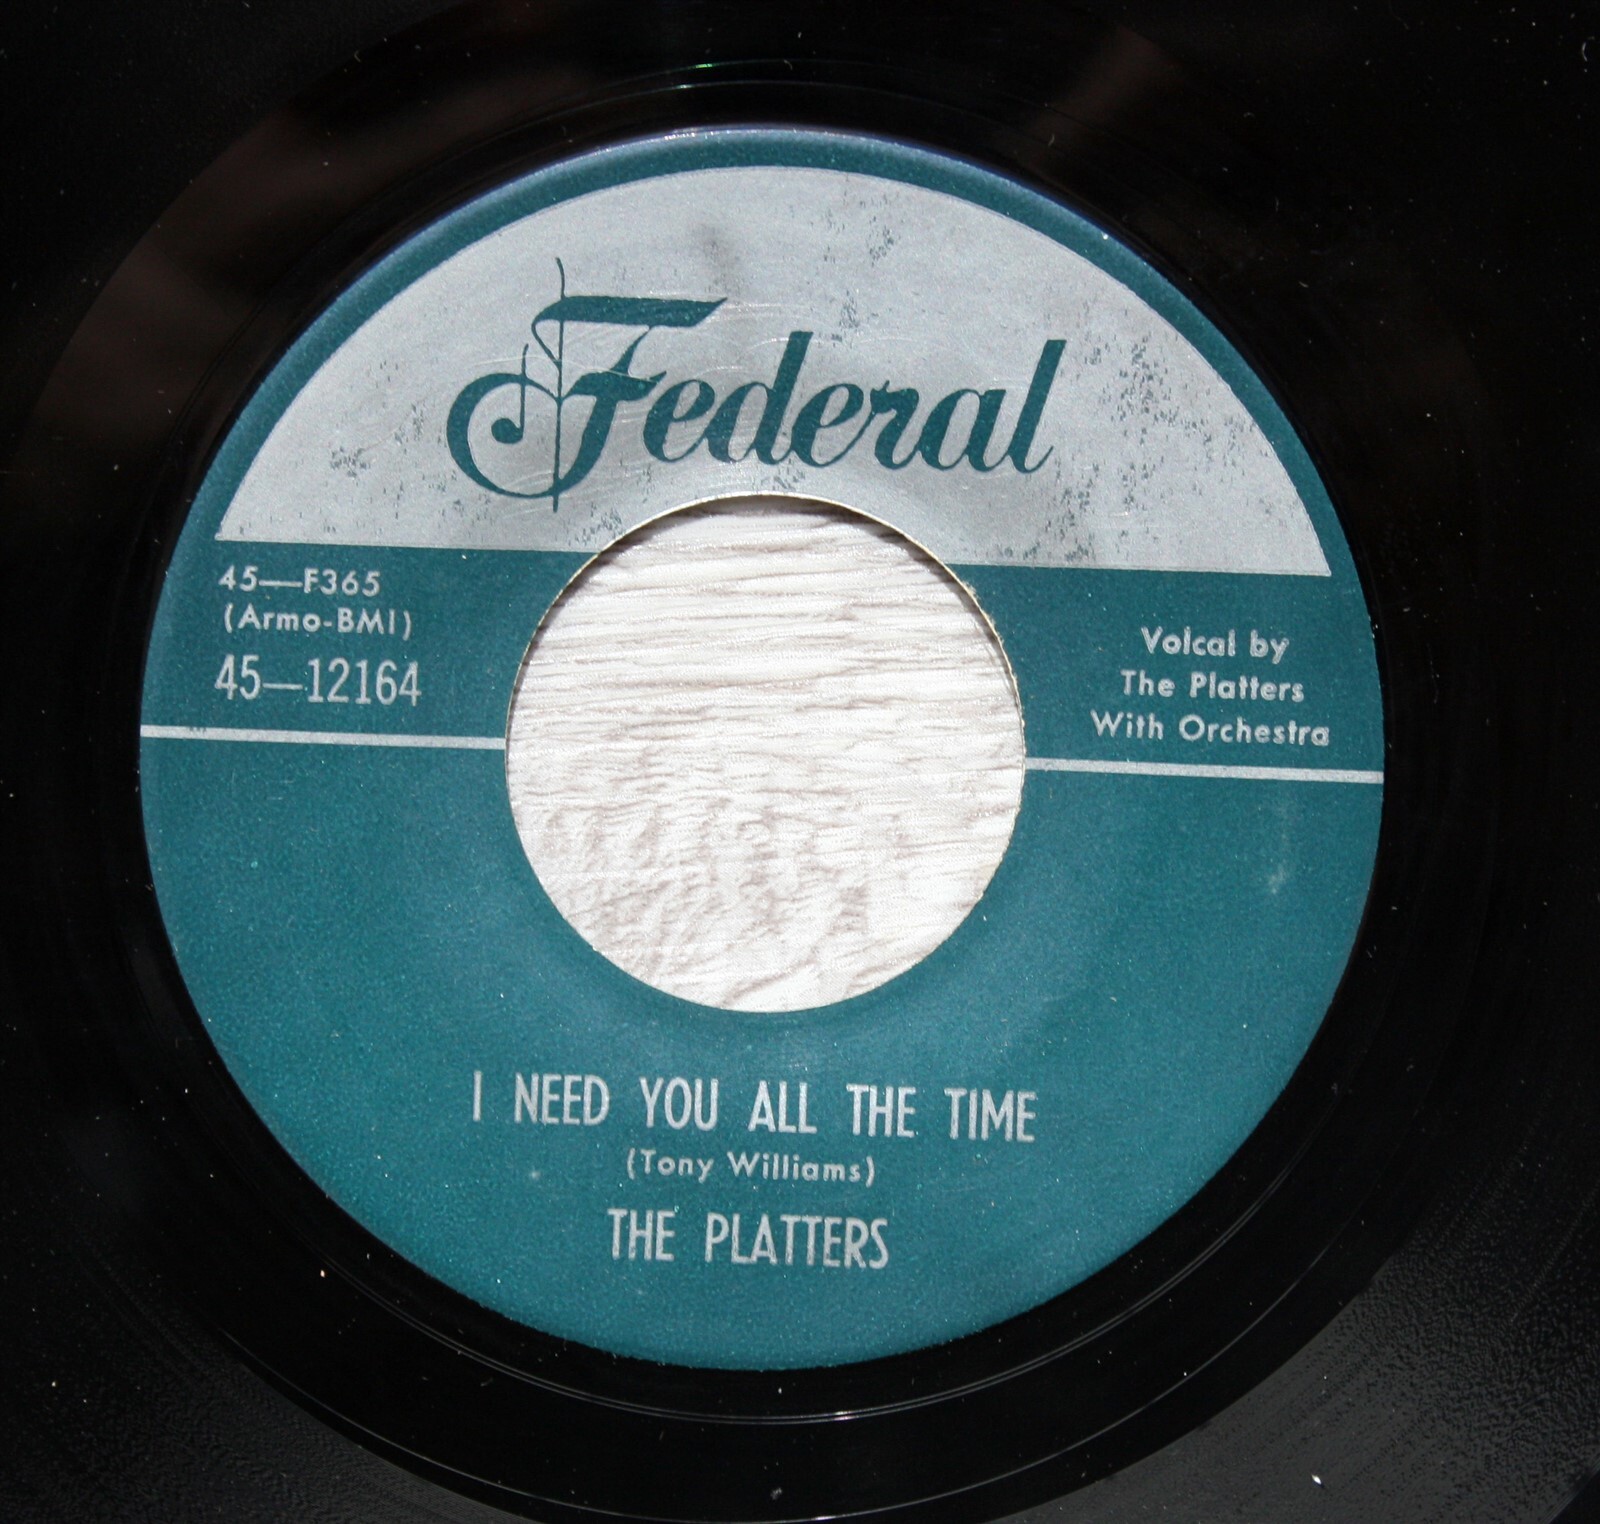 Federal
45—F365
(Armo-BMI)
45—12164
Volcal by
The Platters
With Orchestra
I NEED YOU ALL THE TIME
(Tony Williams)
THE PLATTERS